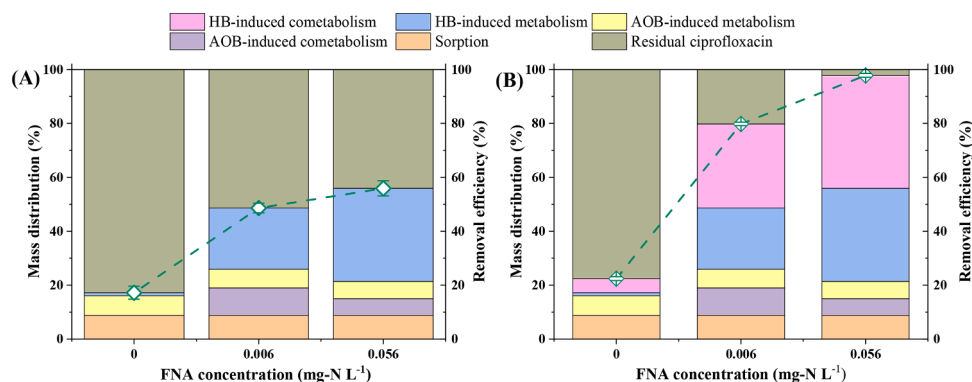 HB-induced cometabolism HB-induced metabolism AOB-induced metabolism
AOB-induced cometabolism Sorption Residual ciprofloxacin
(A)
Mass distribution (%)
100
80
60
40
20
0
0 0.006 0.056
FNA concentration (mg-N L⁻¹)
100
80
60
40
20
0
Removal efficiency (%)
(B)
Mass distribution (%)
100
80
60
40
20
0
0 0.006 0.056
FNA concentration (mg-N L⁻¹)
100
80
60
40
20
0
Removal efficiency (%)